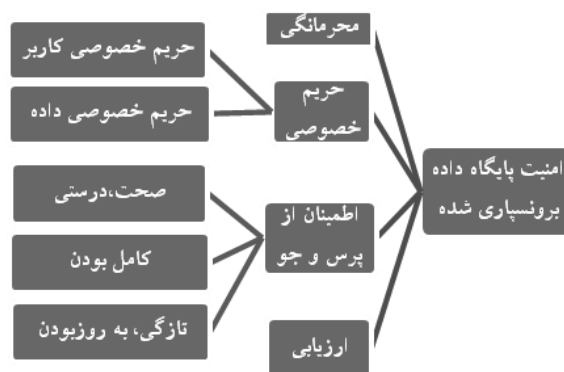 امنیت پایگاه داده
برونسپاری شده
محرمانگی
حریم
خصوصی
حریم خصوصی کاربر
حریم خصوصی داده
اطمینان از
پرس و جو
صحت،درستی
کامل بودن
تازگی، به روزبودن
ارزیابی